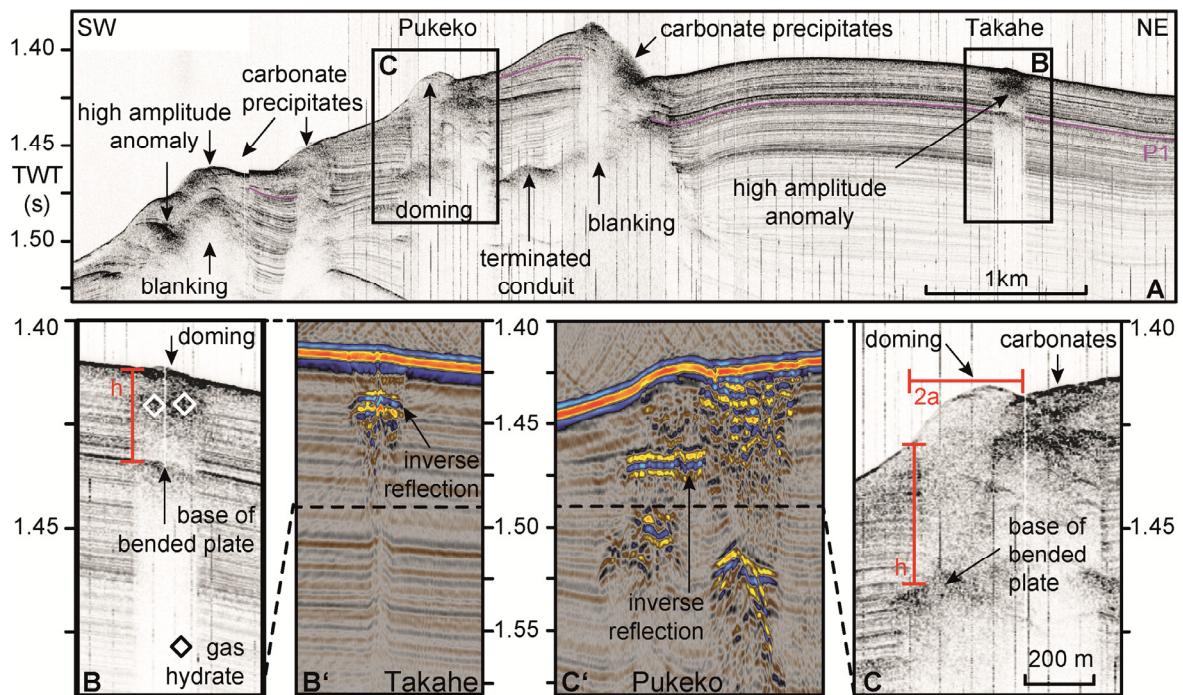 SW
Pukeko
Takahe
NE
1.40
1.45
TWT
(s)
1.50
carbonate precipitates
C
B
carbonate
precipitates
high amplitude
anomaly
P1
doming
high amplitude
anomaly
blanking
terminated
conduit
blanking
1km
A
1.40
1.45
doming
h
base of
bended plate
gas
hydrate
B
inverse
reflection
B‘
Takahe
1.40
1.45
1.50
1.55
inverse
reflection
C‘
Pukeko
doming
carbonates
2a
h
base of
bended
plate
200 m
C
1.40
1.45